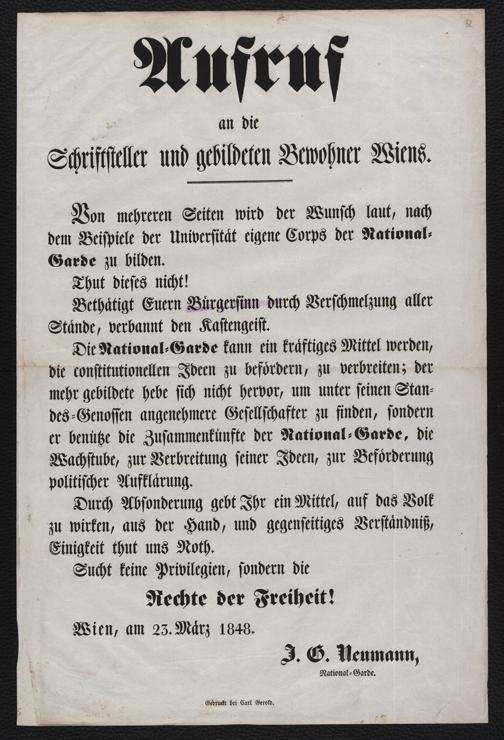 32
Aufruf
an die
Schriftsteller und gebildeten Bewohner Wiens.
Von mehreren Seiten wird der Wunsch laut, nach
dem Beispiele der Universität eigene Corps der National-
Garde zu bilden.
Thut dieses nicht!
Bethätigt Euern Bürgersinn durch Verschmelzung aller
Stände, verbannt den Kastengeist.
Die National-Garde kann ein kräftiges Mittel werden,
die constitutionellen Ideen zu befördern, zu verbreiten; der
mehr gebildete hebe sich nicht hervor, um unter seinen Stan-
des-Genossen angenehmere Gesellschafter zu finden, sondern
er benütze die Zusammenkünfte der National-Garde, die
Wachstube, zur Verbreitung seiner Ideen, zur Beförderung
politischer Aufklärung.
Durch Absonderung gebt Ihr ein Mittel, auf das Volk
zu wirken, aus der Hand, und gegenseitiges Verständniß,
Einigkeit thut uns Noth.
Sucht keine Privilegien, sondern die
Rechte der Freiheit!
Wien, am 23. März 1848.
J. G. Neumann,
National-Garde.
Gedruckt bei Carl Gerold.